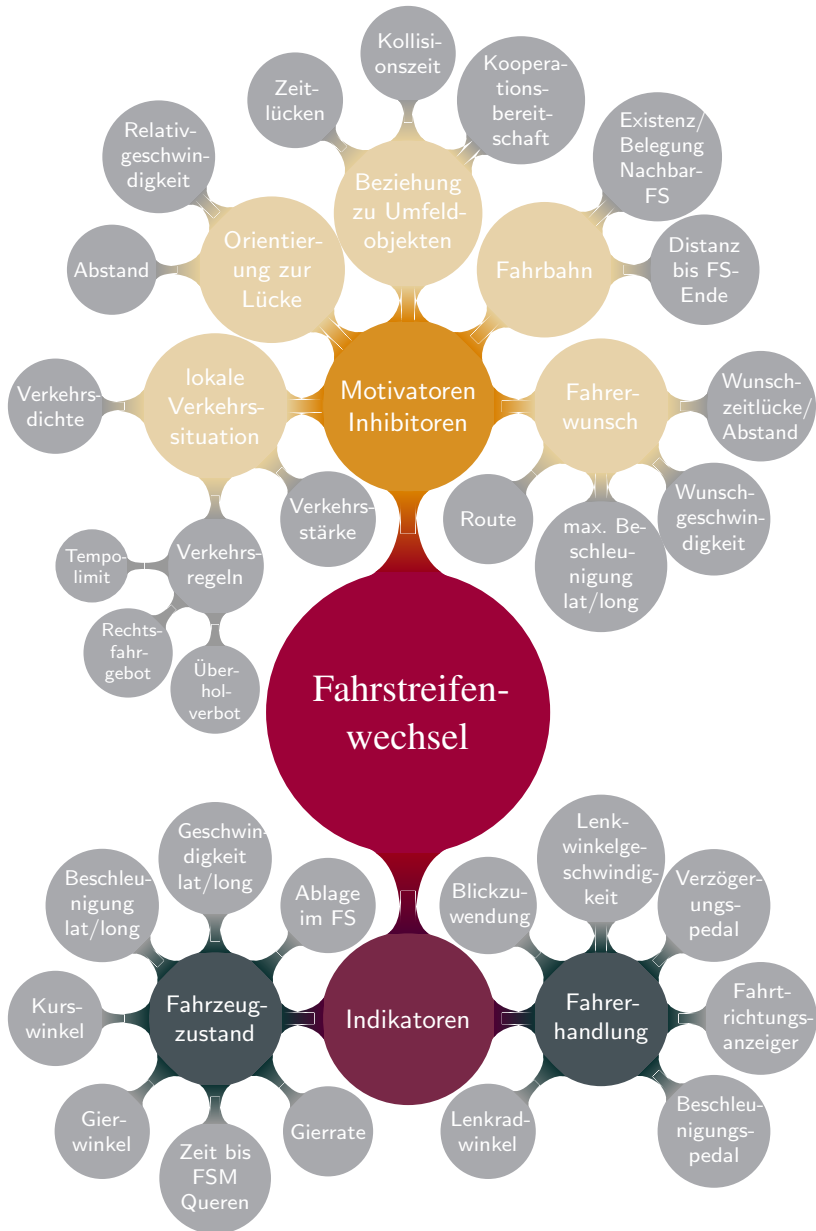 Kollisi-
onszeit
Zeit-
lücken
Koopera-
tions-
bereit-
schaft
Relativ-
geschwin-
digkeit
Existenz/
Belegung
Nachbar-
FS
Beziehung
zu Umfeld-
objekten
Abstand
Orientier-
ung zur
Lücke
Fahrbahn
Distanz
bis FS-
Ende
Verkehrs-
dichte
lokale
Verkehrs-
situation
Motivatoren
Inhibitoren
Fahrer-
wunsch
Wunsch-
zeitlücke/
Abstand
Verkehrs-
stärke
Route
max. Be-
schleu-
nigung
lat/long
Wunsch-
geschwin-
digkeit
Tempo-
limit
Verkehrs-
regeln
Rechts-
fahr-
gebot
Über-
hol-
verbot
Fahrstreifen-
wechsel
Geschwin-
digkeit
lat/long
Beschleu-
nigung
lat/long
Ablage
im FS
Blickzu-
wendung
Lenk-
winkelge-
schwindig-
keit
Verzöger-
ungs-
pedal
Kurs-
winkel
Fahrzeug-
zustand
Indikatoren
Fahrer-
handlung
Fahrt-
richtungs-
anzeiger
Gier-
winkel
Zeit bis
FSM
Queren
Gierrate
Lenkrad-
winkel
Beschleu-
nigungs-
pedal